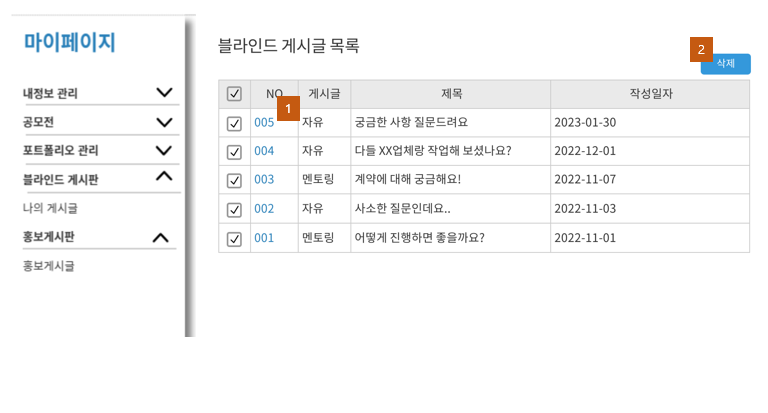 마이페이지
내정보 관리
공모전
포트폴리오 관리
블라인드 게시판
나의 게시글
홍보게시판
홍보게시글
블라인드 게시글 목록
2
삭제
NO 게시글 제목 작성일자
1
005 자유 궁금한 사항 질문드려요 2023-01-30
004 자유 다들 XX업체랑 작업해 보셨나요? 2022-12-01
003 멘토링 계약에 대해 궁금해요! 2022-11-07
002 자유 사소한 질문인데요.. 2022-11-03
001 멘토링 어떻게 진행하면 좋을까요? 2022-11-01